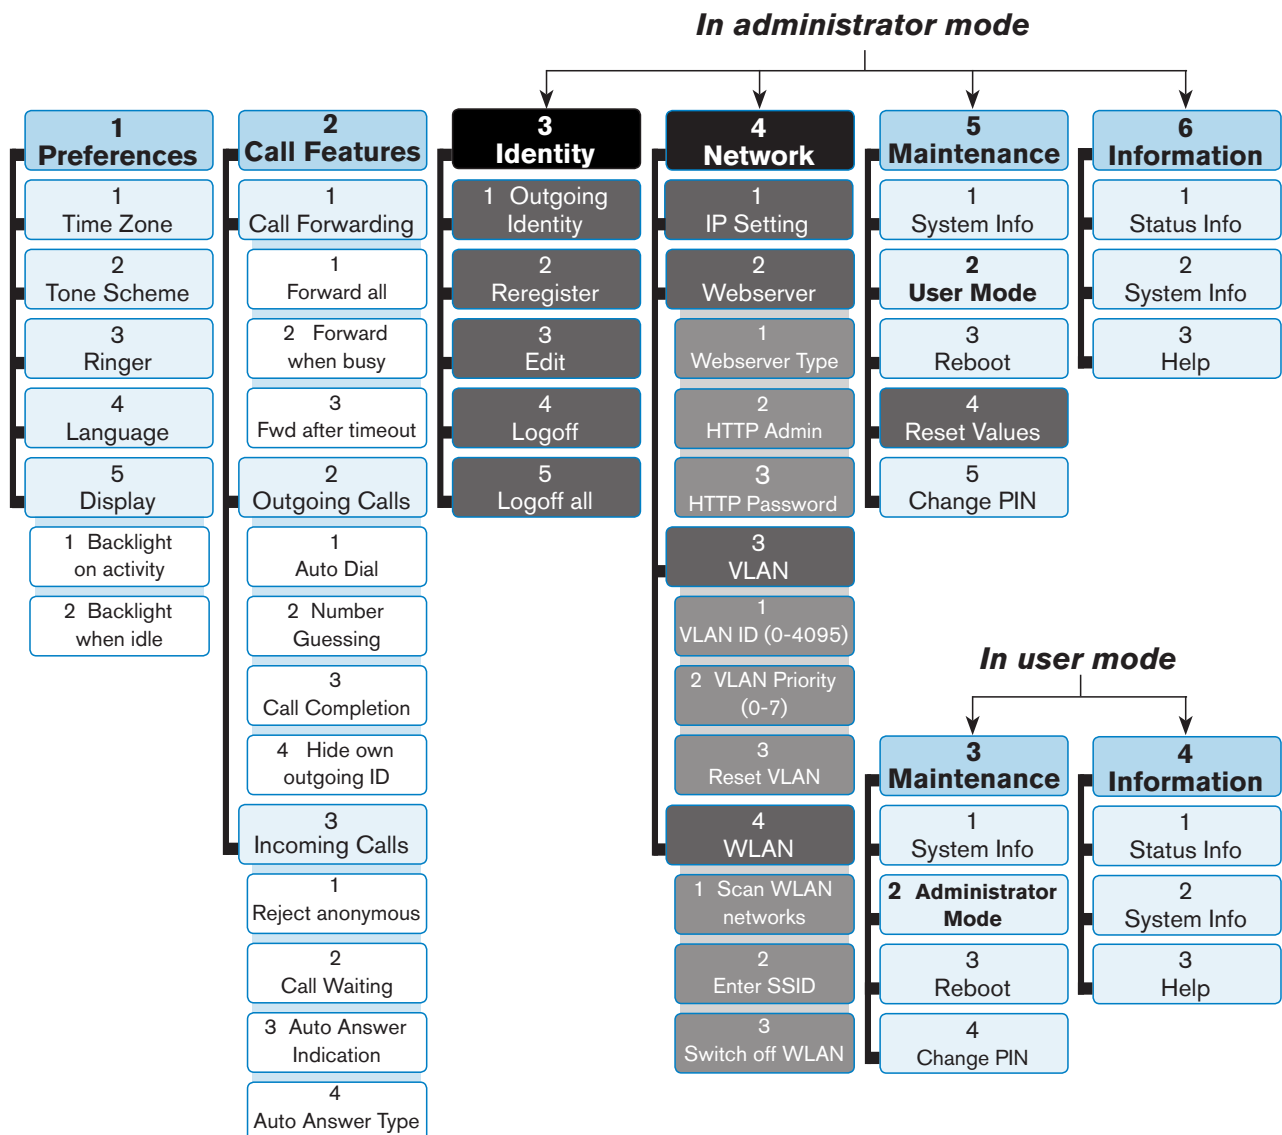 In administrator mode
1
Preferences
1
Time Zone
2
Tone Scheme
3
Ringer
4
Language
5
Display
1 Backlight
on activity
2 Backlight
when idle
2
Call Features
1
Call Forwarding
1
Forward all
2 Forward
when busy
3
Fwd after timeout
2
Outgoing Calls
1
Auto Dial
2 Number
Guessing
3
Call Completion
4 Hide own
outgoing ID
3
Incoming Calls
1
Reject anonymous
2
Call Waiting
3 Auto Answer
Indication
4
Auto Answer Type
3
Identity
1 Outgoing
Identity
2
Reregister
3
Edit
4
Logoff
5
Logoff all
4
Network
1
IP Setting
2
Webserver
1
Webserver Type
2
HTTP Admin
3
HTTP Password
3
VLAN
1
VLAN ID (0-4095)
2 VLAN Priority
(0-7)
3
Reset VLAN
4
WLAN
1 Scan WLAN
networks
2
Enter SSID
3
Switch off WLAN
5
Maintenance
1
System Info
2
User Mode
3
Reboot
4
Reset Values
5
Change PIN
6
Information
1
Status Info
2
System Info
3
Help
In user mode
3
Maintenance
1
System Info
2 Administrator
Mode
3
Reboot
4
Change PIN
4
Information
1
Status Info
2
System Info
3
Help